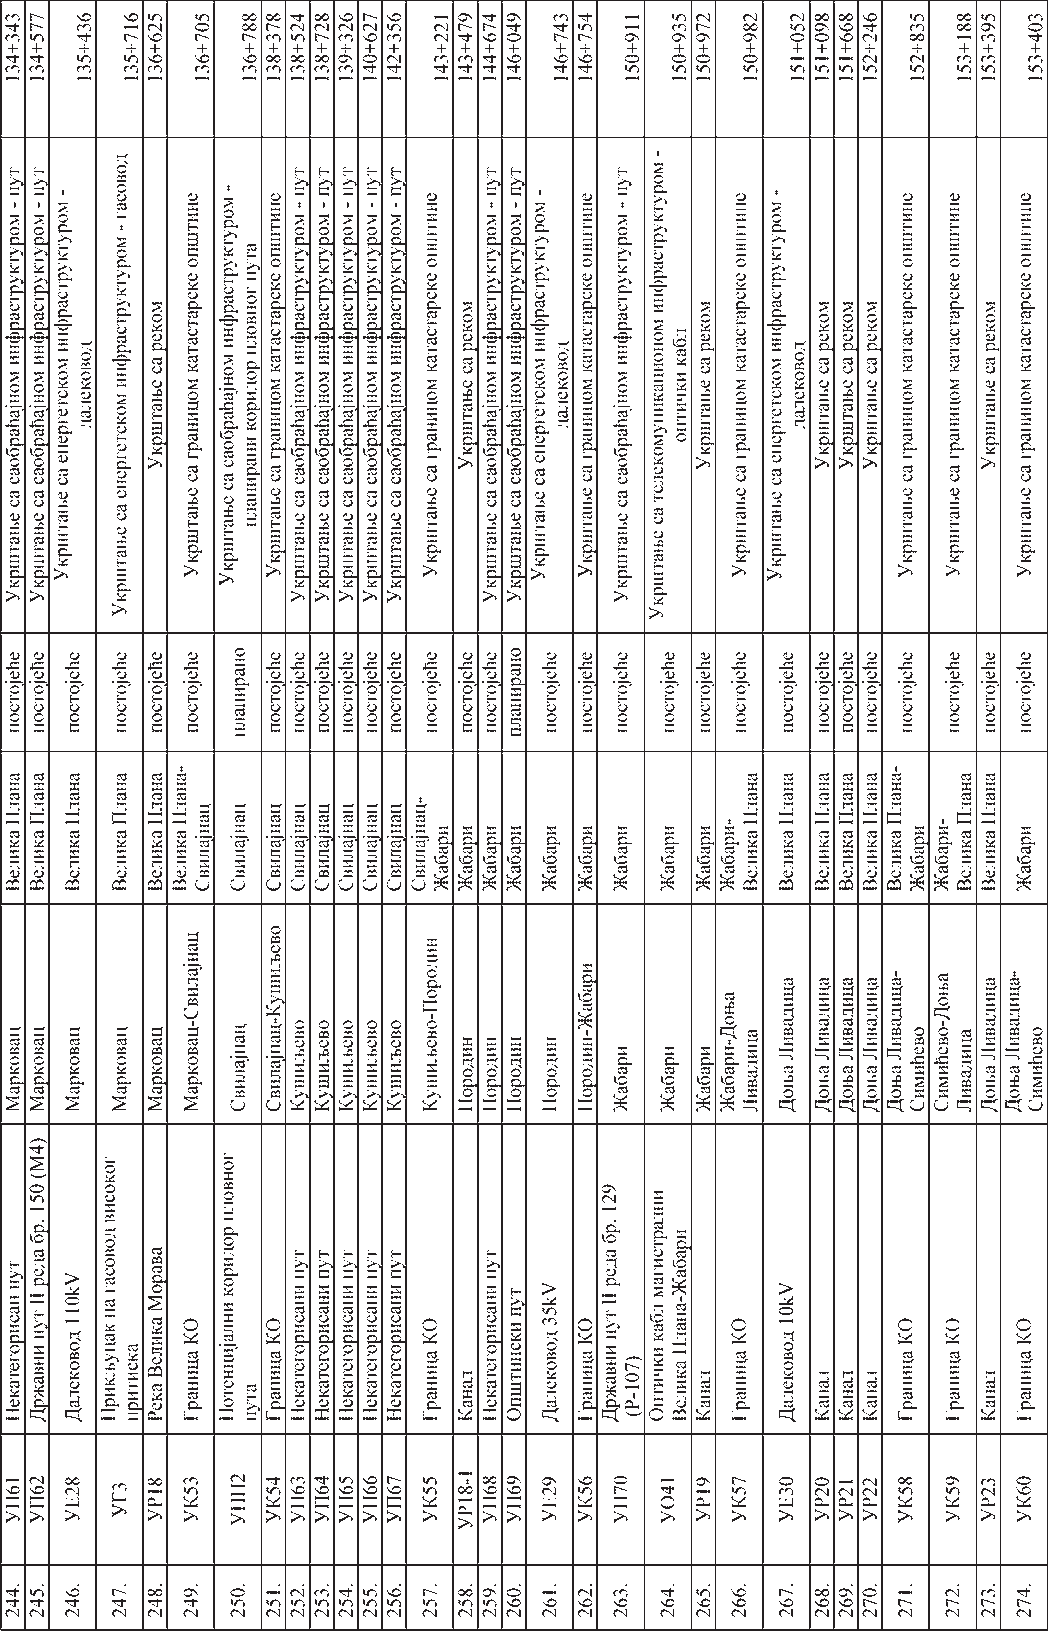 244. УП61 Некатегорисан пут Марковац Велика Плана постојеће Укрштање са саобраћајном инфраструктуром - пут 134+343
245. УП62 Државни пут II реда бр. 150 (М4) Марковац Велика Плана постојеће Укрштање са саобраћајном инфраструктуром - пут 134+577
246. УЕ28 Далековод 110kV Марковац Велика Плана постојеће Укрштање са енергетском инфраструктуром -
далековод 135+436
247. УГ3 Прикључак на гасовод високог
притиска Марковац Велика Плана постојеће Укрштање са енергетском инфраструктуром - гасовод 135+716
248. УР18 Река Велика Морава Марковац Велика Плана постојеће Укрштање са реком 136+625
249. УК53 Граница КО Марковац-Свилајнац Велика Плана-
Свилајнац постојеће Укрштање са границом катастарске општине 136+705
250. УПП2 Потенцијални коридор пловног
пута Свилајнац Свилајнац планирано Укрштање са саобраћајном инфраструктуром -
планирани коридор пловног пута 136+788
251. УК54 Граница КО Свилајнац-Кушиљево Свилајнац постојеће Укрштање са границом катастарске општине 138+378
252. УП63 Некатегорисани пут Кушиљево Свилајнац постојеће Укрштање са саобраћајном инфраструктуром - пут 138+524
253. УП64 Некатегорисани пут Кушиљево Свилајнац постојеће Укрштање са саобраћајном инфраструктуром - пут 138+728
254. УП65 Некатегорисани пут Кушиљево Свилајнац постојеће Укрштање са саобраћајном инфраструктуром - пут 139+326
255. УП66 Некатегорисани пут Кушиљево Свилајнац постојеће Укрштање са саобраћајном инфраструктуром - пут 140+627
256. УП67 Некатегорисани пут Кушиљево Свилајнац постојеће Укрштање са саобраћајном инфраструктуром - пут 142+356
257. УК55 Граница КО Кушиљево-Породин Свилајнац-
Жабари постојеће Укрштање са границом катастарске општине 143+221
258. УР18-1 Канал Породин Жабари постојеће Укрштање са реком 143+479
259. УП68 Некатегорисани пут Породин Жабари постојеће Укрштање са саобраћајном инфраструктуром - пут 144+674
260. УП69 Општински пут Породин Жабари планирано Укрштање са саобраћајном инфраструктуром - пут 146+049
261. УЕ29 Далековод 35kV Породин Жабари постојеће Укрштање са енергетском инфраструктуром -
далековод 146+743
262. УК56 Граница КО Породин-Жабари Жабари постојеће Укрштање са границом катастарске општине 146+754
263. УП70 Државни пут II реда бр. 129
(Р-107) Жабари Жабари постојеће Укрштање са саобраћајном инфраструктуром - пут 150+911
264. УО41 Оптички кабл магистрални
Велика Плана-Жабари Жабари Жабари постојеће Укрштање са телекомуникационом инфраструктуром -
оптички кабл 150+935
265. УР19 Канал Жабари Жабари постојеће Укрштање са реком 150+972
266. УК57 Граница КО Жабари-Доња
Ливадица Жабари-
Велика Плана постојеће Укрштање са границом катастарске општине 150+982
267. УЕ30 Далековод 10kV Доња Ливадица Велика Плана постојеће Укрштање са енергетском инфраструктуром -
далековод 151+052
268. УР20 Канал Доња Ливадица Велика Плана постојеће Укрштање са реком 151+098
269. УР21 Канал Доња Ливадица Велика Плана постојеће Укрштање са реком 151+668
270. УР22 Канал Доња Ливадица Велика Плана постојеће Укрштање са реком 152+246
271. УК58 Граница КО Доња Ливадица-
Симићево Велика Плана-
Жабари постојеће Укрштање са границом катастарске општине 152+835
272. УК59 Граница КО Симићево-Доња
Ливадица Жабари-
Велика Плана постојеће Укрштање са границом катастарске општине 153+188
273. УР23 Канал Доња Ливадица Велика Плана постојеће Укрштање са реком 153+395
274. УК60 Граница КО Доња Ливадица-
Симићево Жабари постојеће Укрштање са границом катастарске општине 153+403